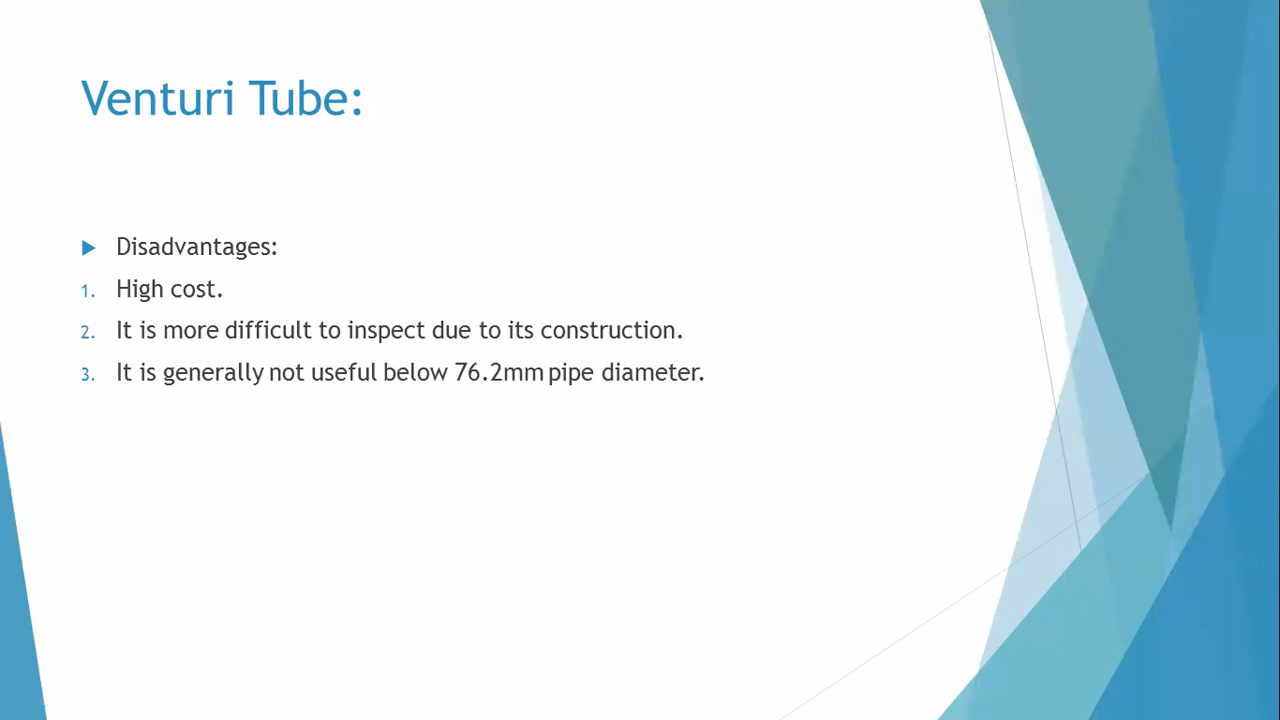 Venturi Tube:
Disadvantages:
1. High cost.
2. It is more difficult to inspect due to its construction.
3. It is generally not useful below 76.2mm pipe diameter.